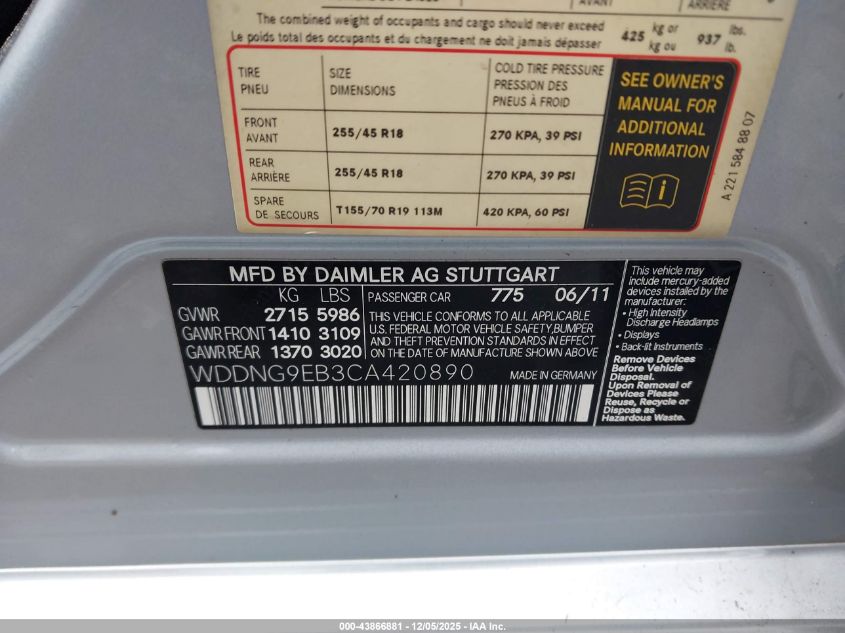 AVANT
ARRIÈRE
The combined weight of occupants and cargo should never exceed
Le poids total des occupants et du chargement ne doit jamais dépasser
425 kg or 937 lbs.
kg ou lb.
TIRE SIZE COLD TIRE PRESSURE
PNEU DIMENSIONS PRESSION DES
PNEUS À FROID
FRONT
AVANT 255/45 R18 270 KPA, 39 PSI
REAR
ARRIÈRE 255/45 R18 270 KPA, 39 PSI
SPARE
DE SECOURS T155/70 R19 113M 420 KPA, 60 PSI
SEE OWNER'S
MANUAL FOR
ADDITIONAL
INFORMATION
A 221 584 88 07
MFD BY DAIMLER AG STUTTGART
KG LBS
GVWR 2715 5986
GAWR FRONT 1410 3109
GAWR REAR 1370 3020
PASSENGER CAR 775 06/11
THIS VEHICLE CONFORMS TO ALL APPLICABLE
U.S. FEDERAL MOTOR VEHICLE SAFETY,BUMPER
AND THEFT PREVENTION STANDARDS IN EFFECT
ON DATE OF MANUFACTURE SHOWN ABOVE.
WDDNG9EB3CA420890 MADE IN GERMANY
This vehicle may
include mercury-added
devices installed by the
manufacturer:
• High Intensity
Discharge Headlamps
• Displays
• Back-lit Instruments
Remove Devices
Before Vehicle
Disposal.
Upon Removal of
Devices Please
Reuse, Recycle or
Dispose as
Hazardous Waste.
000-43866881 - 12/05/2025 - IAA Inc.